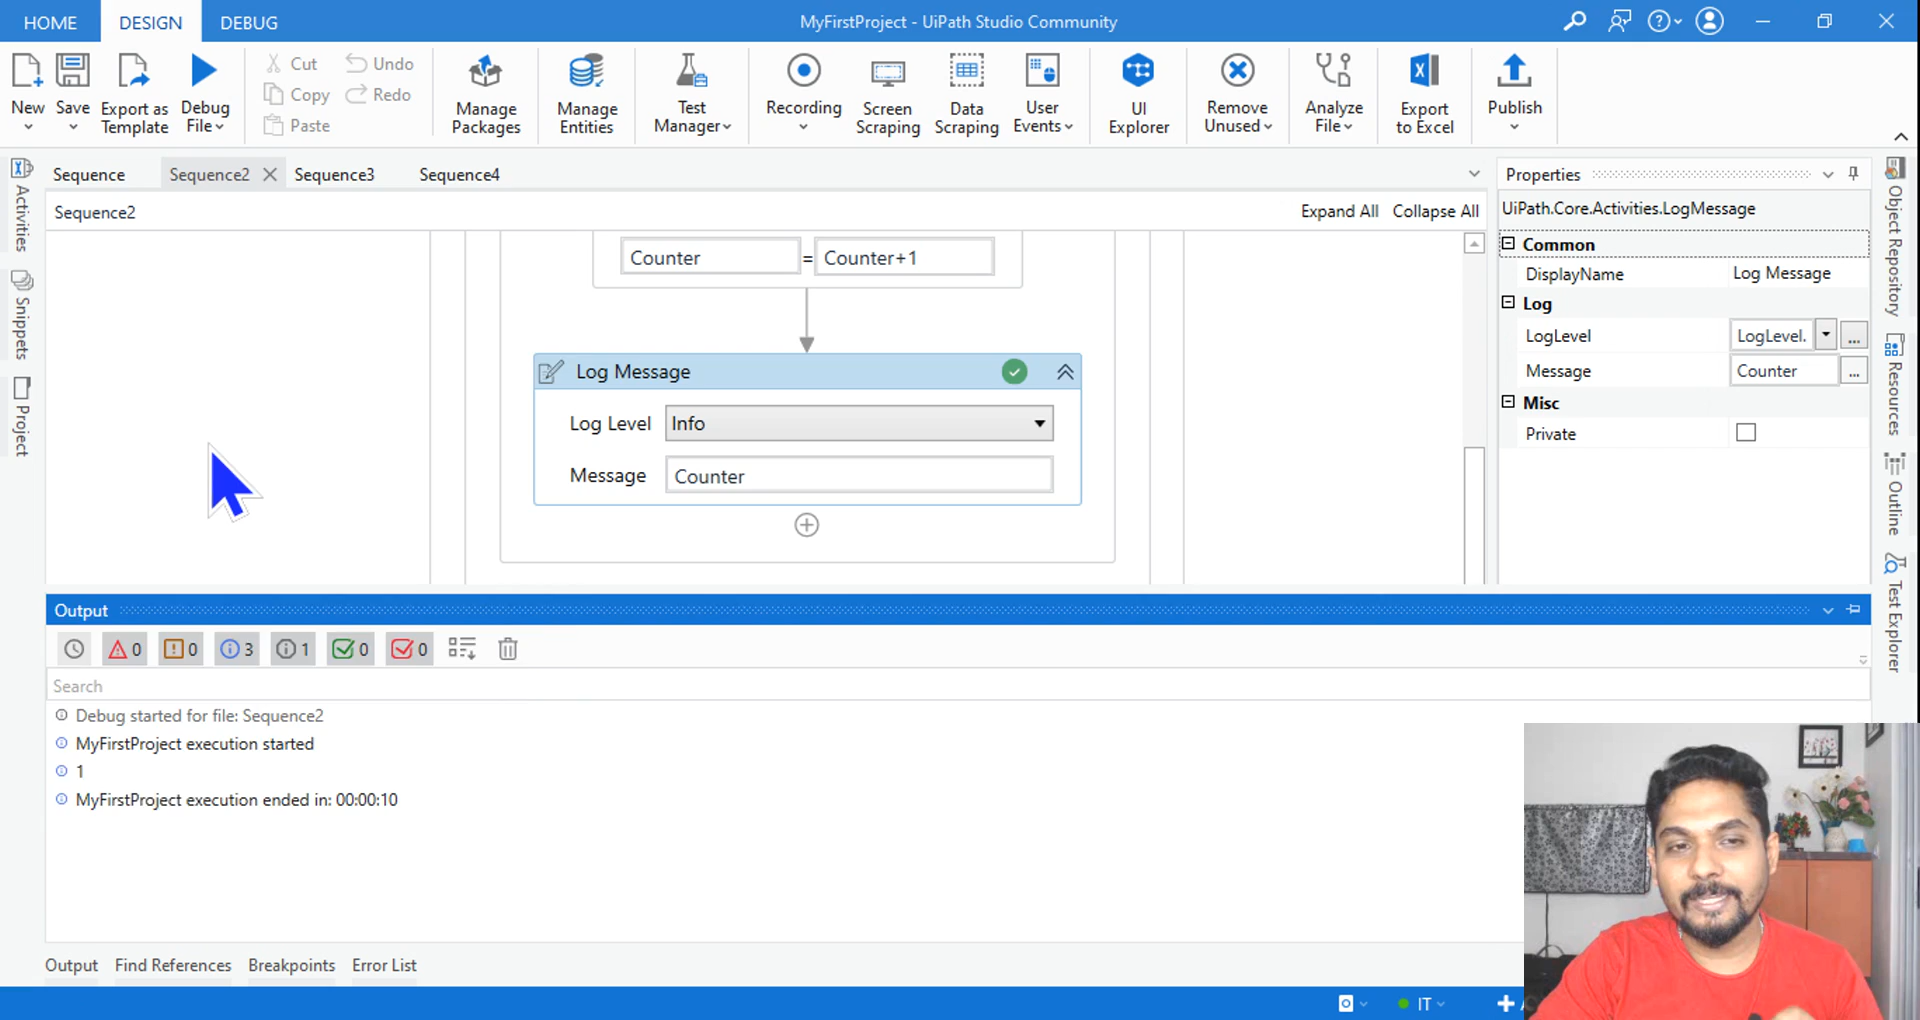 HOME DESIGN DEBUG MyFirstProject - UiPath Studio Community
New Save Export as Template Debug File
Cut Copy Paste Undo Redo
Manage Packages
Manage Entities
Test Manager
Recording
Screen Scraping
Data Scraping
User Events
UI Explorer
Remove Unused
Analyze File
Export to Excel
Publish
Sequence Sequence2 Sequence3 Sequence4
Sequence2 Expand All Collapse All
Activities
Snippets
Project
Counter = Counter+1
Log Message
Log Level Info
Message Counter
Properties
UiPath.Core.Activities.LogMessage
Common
DisplayName Log Message
Log
LogLevel LogLevel. ...
Message Counter ...
Misc
Private
Object Repository
Resources
Outline
Test Explorer
Output
0 0 3 1 0 0
Search
Debug started for file: Sequence2
MyFirstProject execution started
1
MyFirstProject execution ended in: 00:00:10
Output Find References Breakpoints Error List
IT